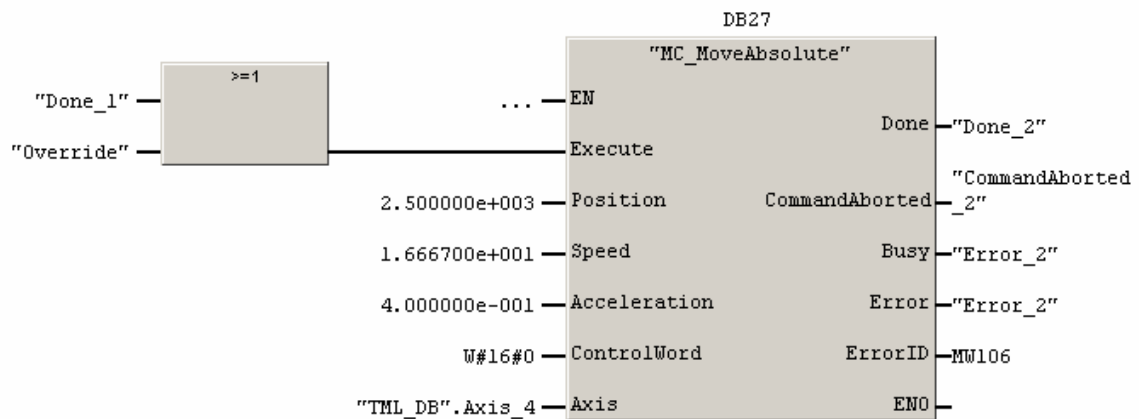 DB27
"MC_MoveAbsolute"
>=1
"Done_1"
... EN
Done "Done_2"
"Override"
Execute
"CommandAborted
_2"
2.500000e+003 Position CommandAborted
1.666700e+001 Speed Busy "Error_2"
4.000000e-001 Acceleration Error "Error_2"
W#16#0 ControlWord ErrorID MW106
"TML_DB".Axis_4 Axis ENO